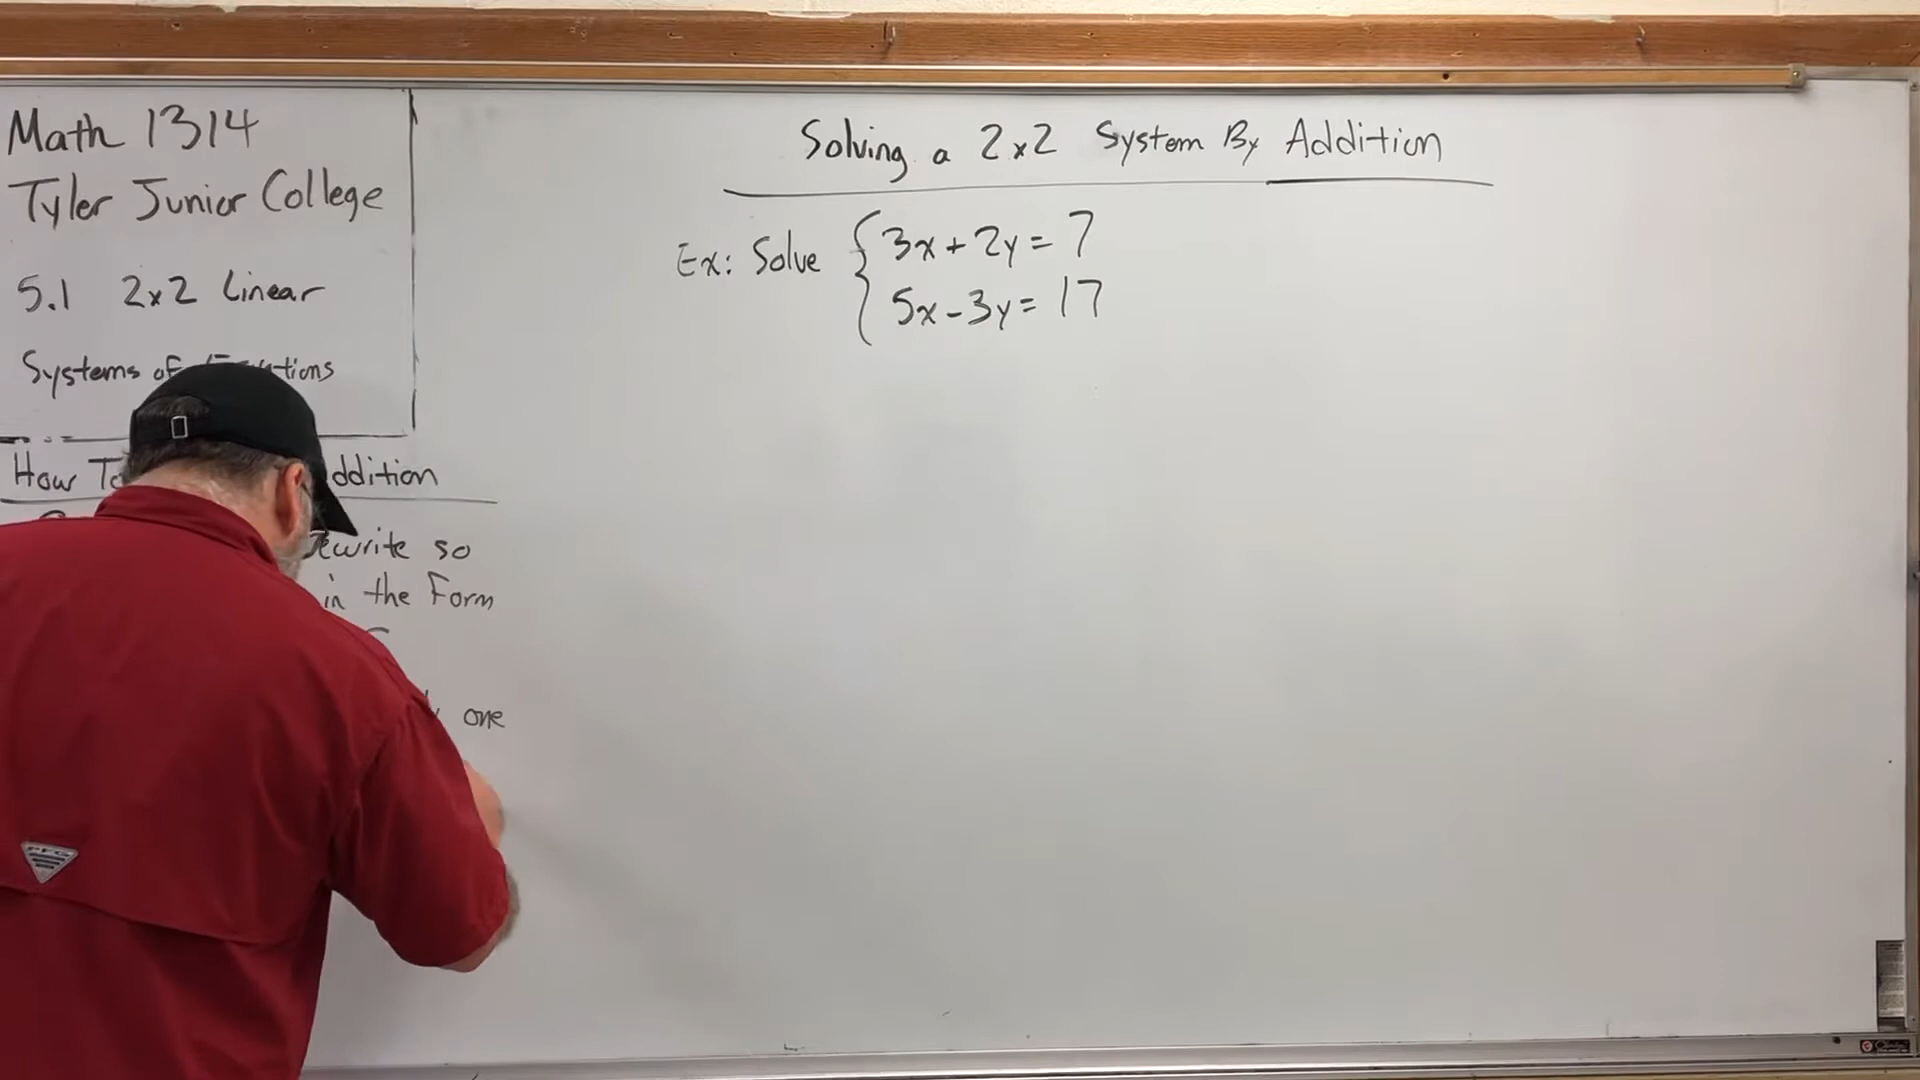 Math 1314
Tyler Junior College
5.1 2x2 Linear
Systems of
How
ddition
ewrite so
in the Form
one
Solving a 2x2 System By Addition
Ex: Solve { 3x + 2y = 7
5x - 3y = 17
PFG